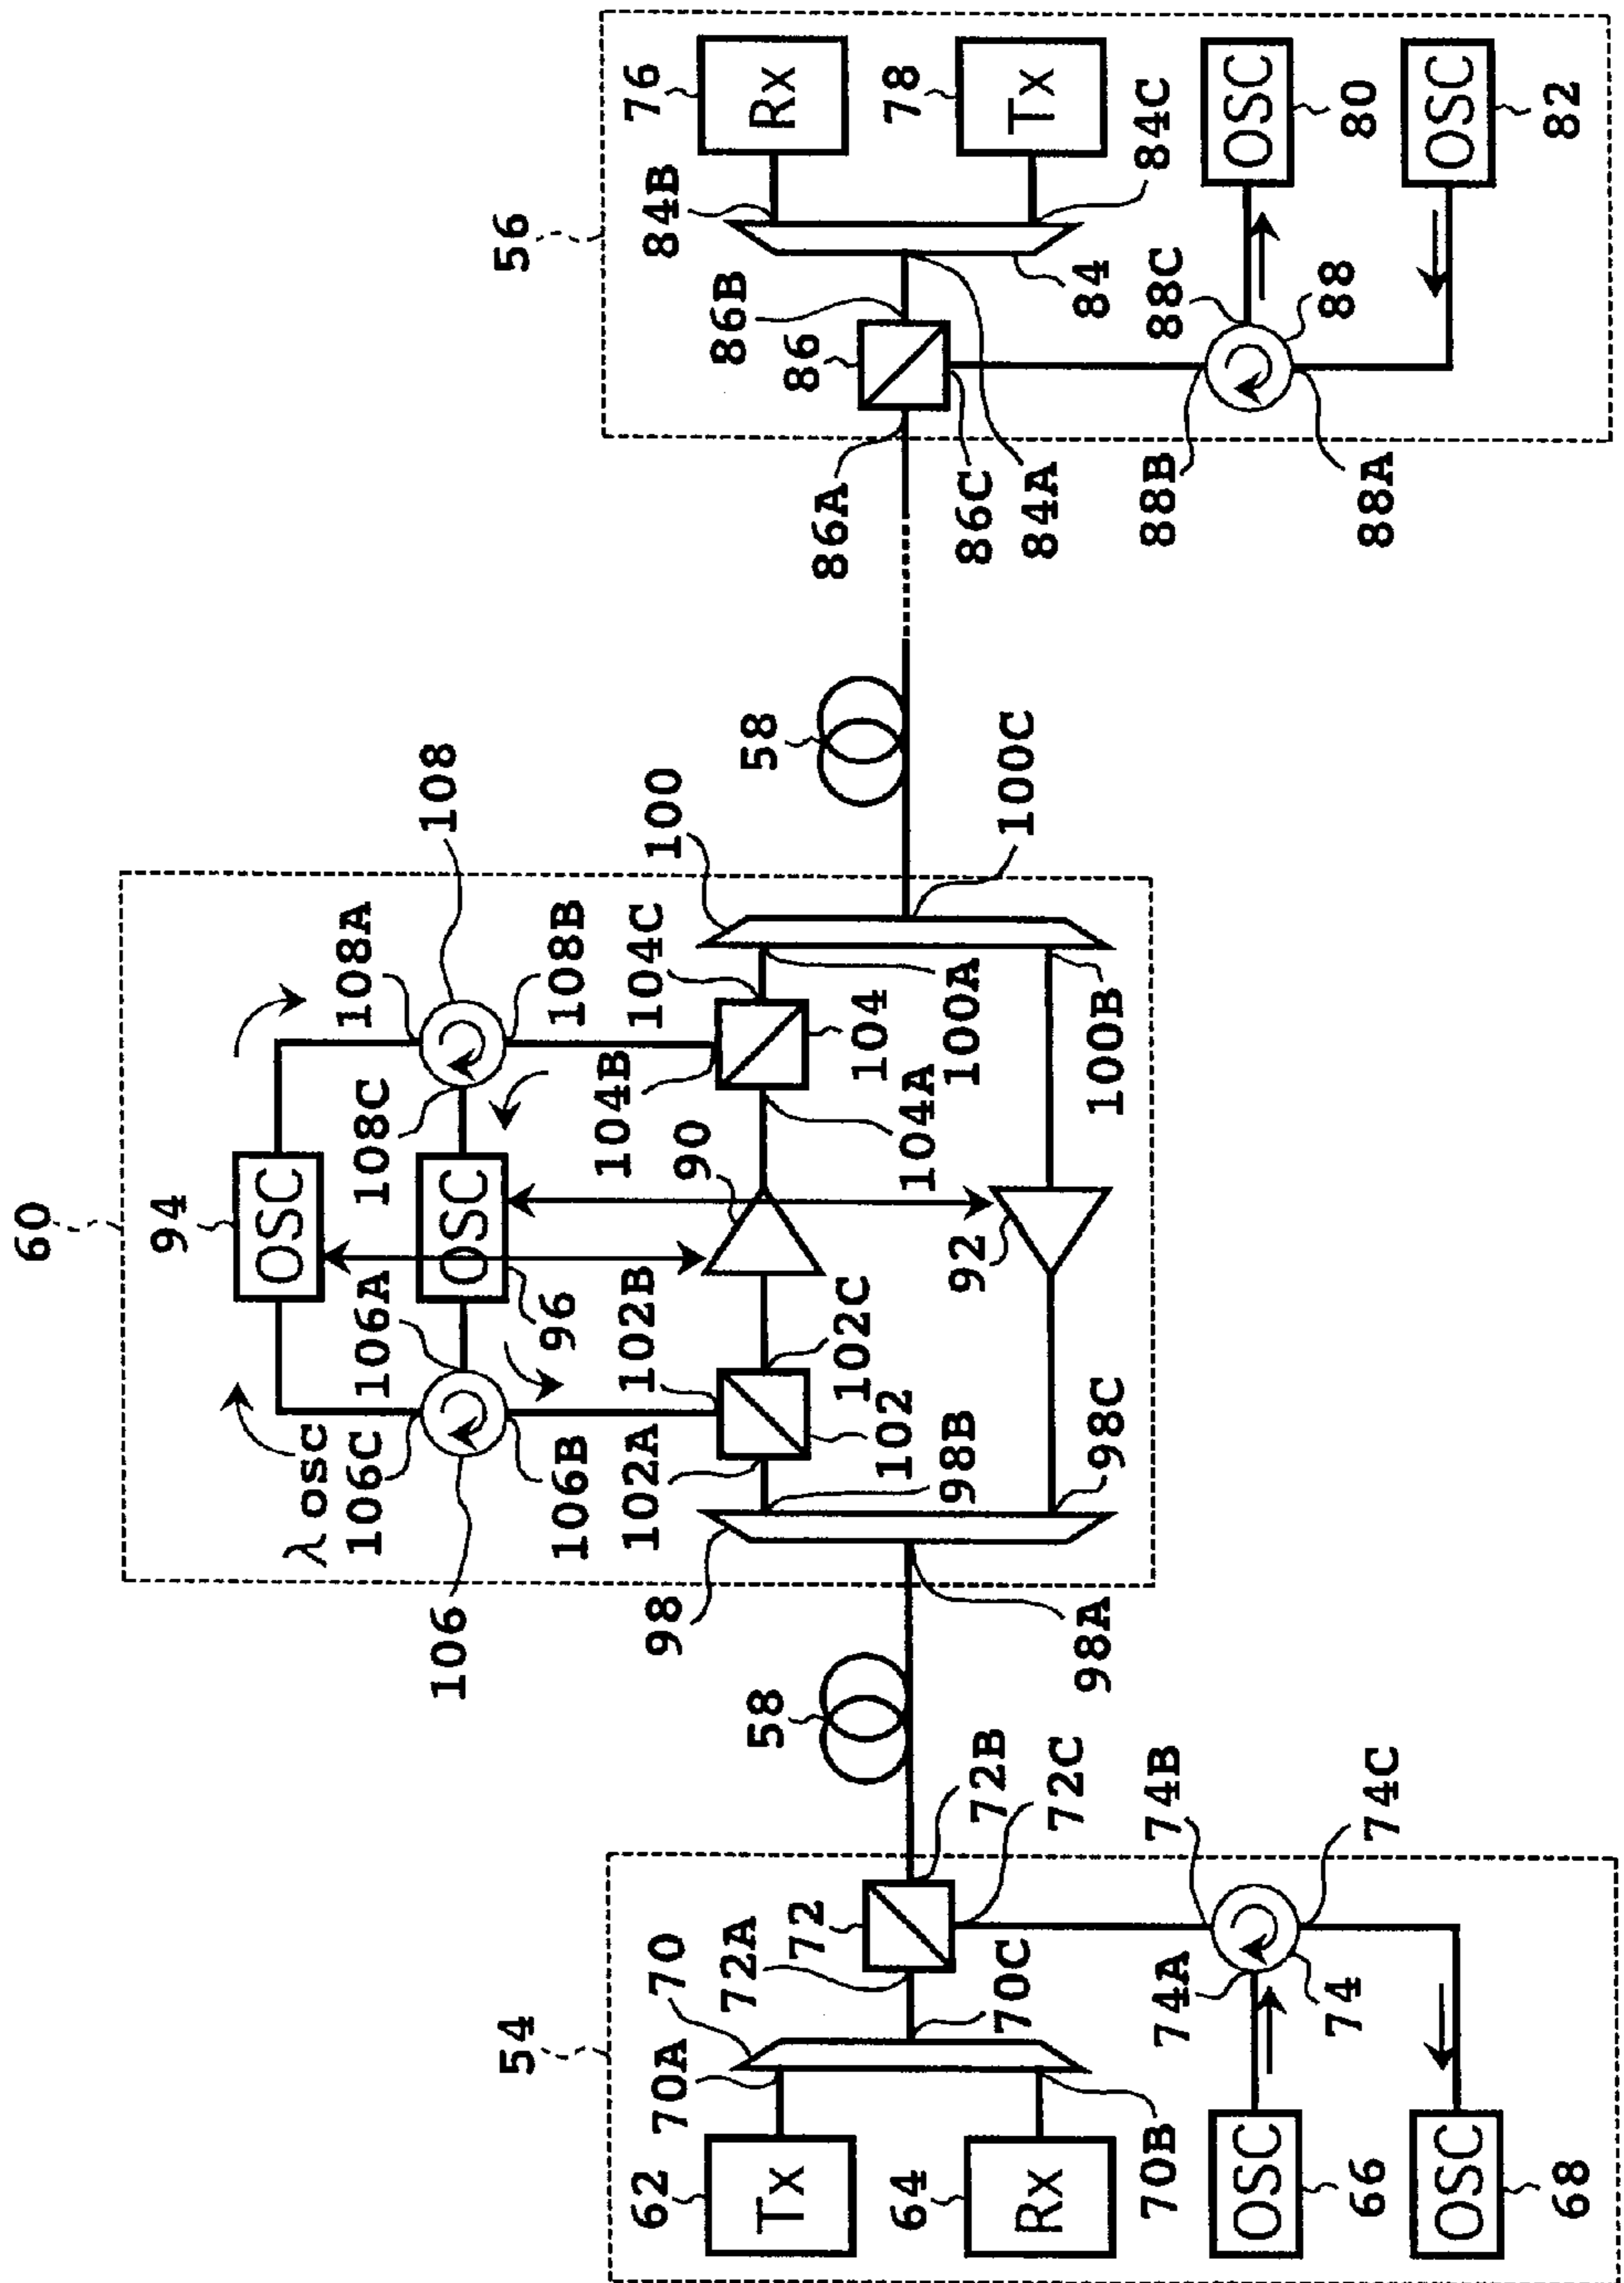 60
94
OSC
λosc
106C
106A
108A
108
108C
OSC
96
106
106B
102B
108B
104B
104C
102A
90
98
100
102C
102
98B
104A
104
100A
92
98C
98A
100B
100C
58
58
54
62
Tx
70A
70
72A
72
64
Rx
70C
72B
72C
70B
74A
74B
OSC
66
74
74C
OSC
68
56
76
Rx
84B
86B
86
86A
78
Tx
86C
84A
84
84C
88C
88B
OSC
80
88
88A
OSC
82